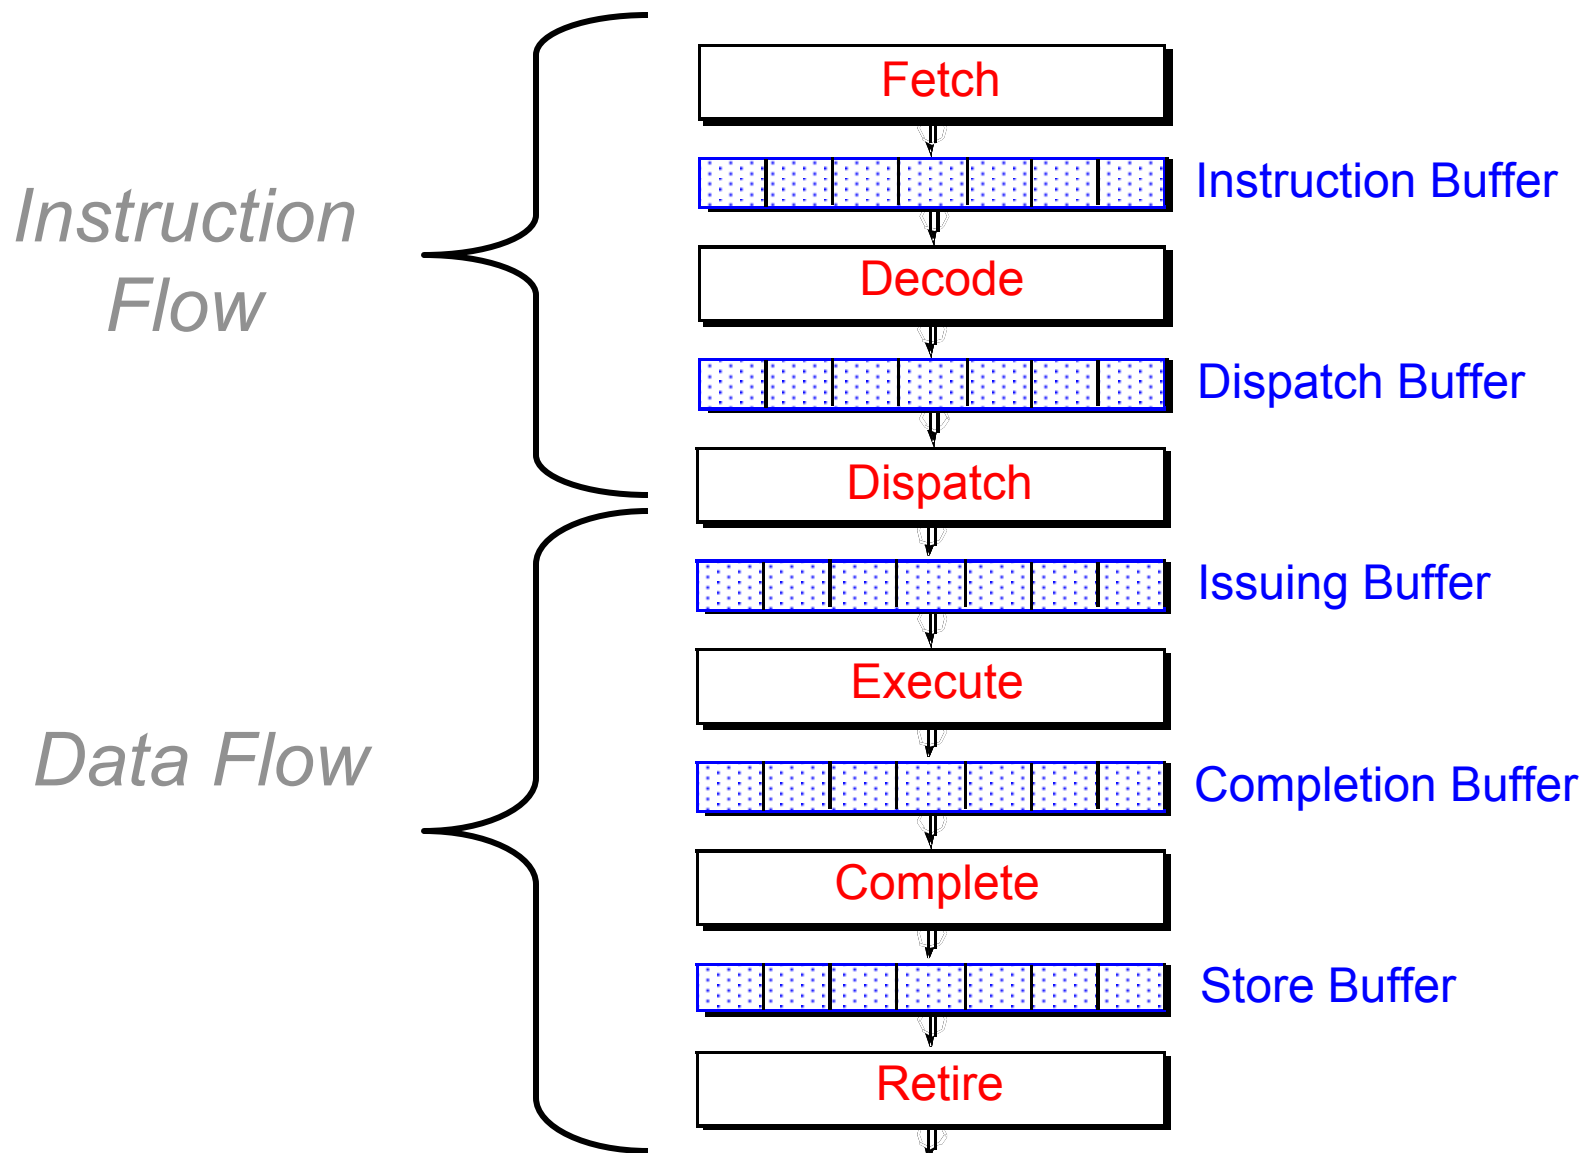 Fetch
Instruction Buffer
Instruction
Flow
Decode
Dispatch Buffer
Dispatch
Issuing Buffer
Execute
Data Flow
Completion Buffer
Complete
Store Buffer
Retire